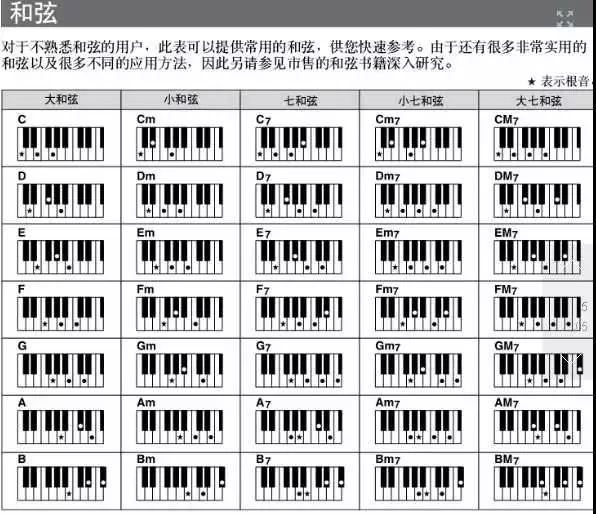 和弦
对于不熟悉和弦的用户，此表可以提供常用的和弦，供您快速参考。由于还有很多非常实用的
和弦以及很多不同的应用方法，因此另请参见市售的和弦书籍深入研究。
★ 表示根音。
大和弦 小和弦 七和弦 小七和弦 大七和弦
C Cm C7 Cm7 CM7
D Dm D7 Dm7 DM7
E Em E7 Em7 EM7
F Fm F7 Fm7 FM7
G Gm G7 Gm7 GM7
A Am A7 Am7 AM7
B Bm B7 Bm7 BM7